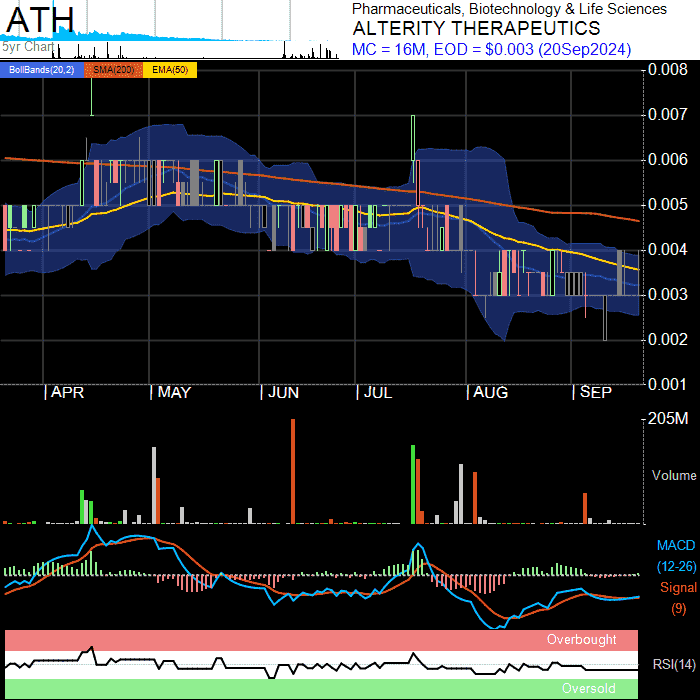 ATH
Pharmaceuticals, Biotechnology & Life Sciences
ALTERITY THERAPEUTICS
5yr Chart
MC = 16M, EOD = $0.003 (20Sep2024)
BollBands(20,2) SMA(200) EMA(50)
0.008
0.007
0.006
0.005
0.004
0.003
0.002
0.001
APR MAY JUN JUL AUG SEP
205M
Volume
MACD
(12-26)
Signal
(9)
Overbought
RSI(14)
Oversold